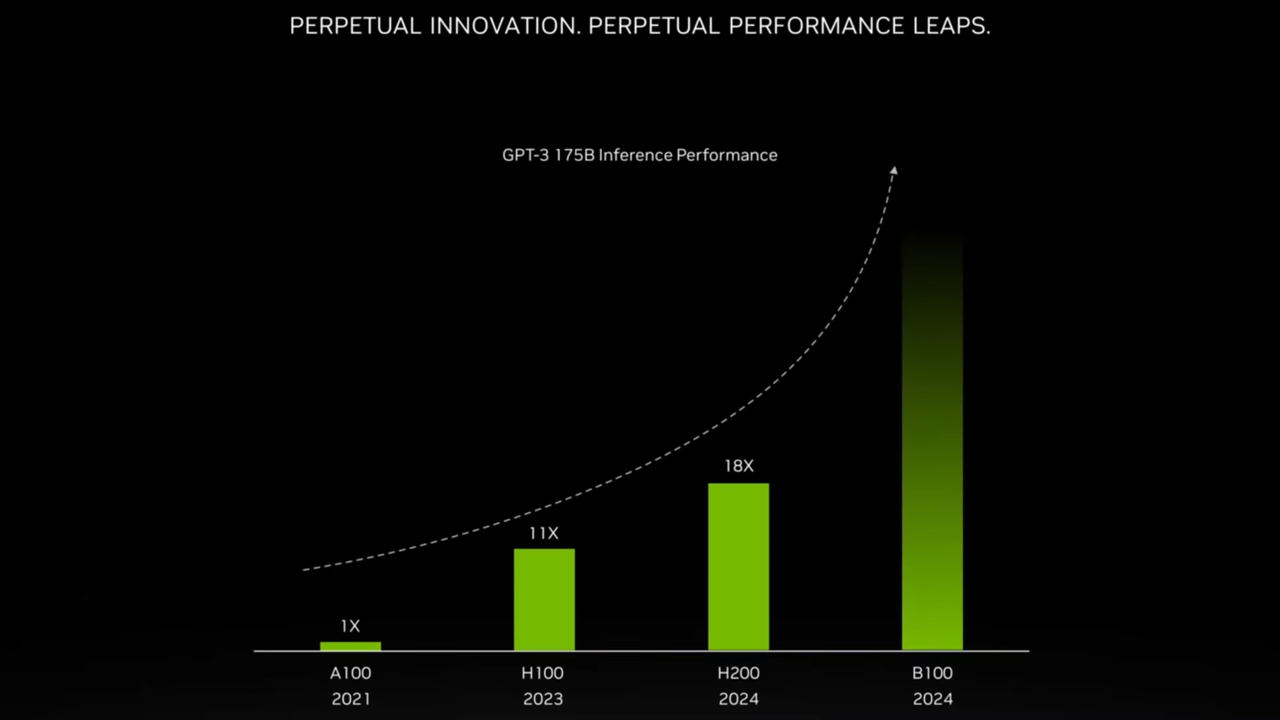 PERPETUAL INNOVATION. PERPETUAL PERFORMANCE LEAPS.
GPT-3 175B Inference Performance
1X
11X
18X
A100
2021
H100
2023
H200
2024
B100
2024